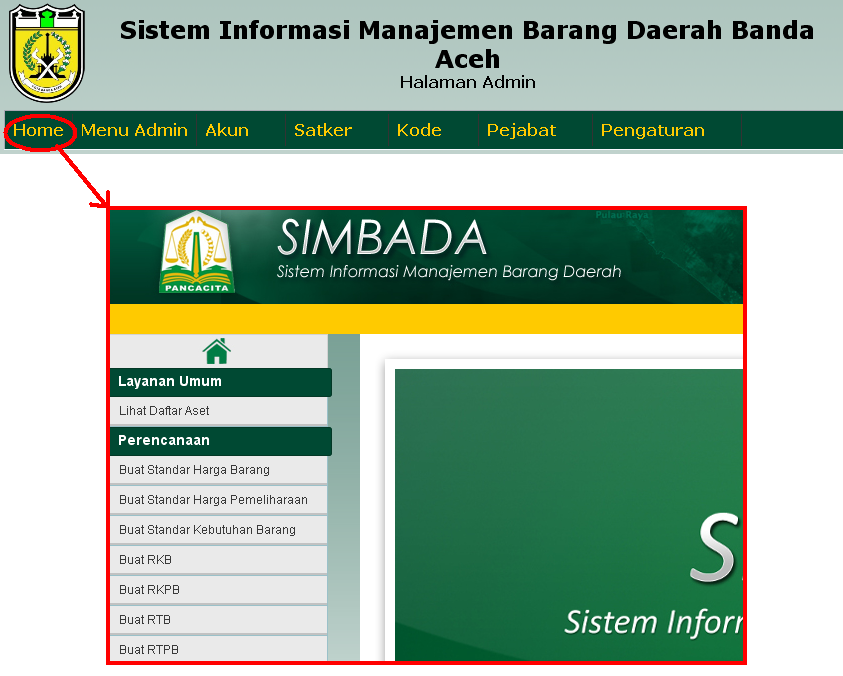 Sistem Informasi Manajemen Barang Daerah Banda
Aceh
Halaman Admin
Home Menu Admin Akun Satker Kode Pejabat Pengaturan
Pulau Raya
SIMBADA
Sistem Informasi Manajemen Barang Daerah
PANCACITA
Layanan Umum
Lihat Daftar Aset
Perencanaan
Buat Standar Harga Barang
Buat Standar Harga Pemeliharaan
Buat Standar Kebutuhan Barang
Buat RKB
Buat RKPB
Buat RTB
Buat RTPB
S
Sistem Infor